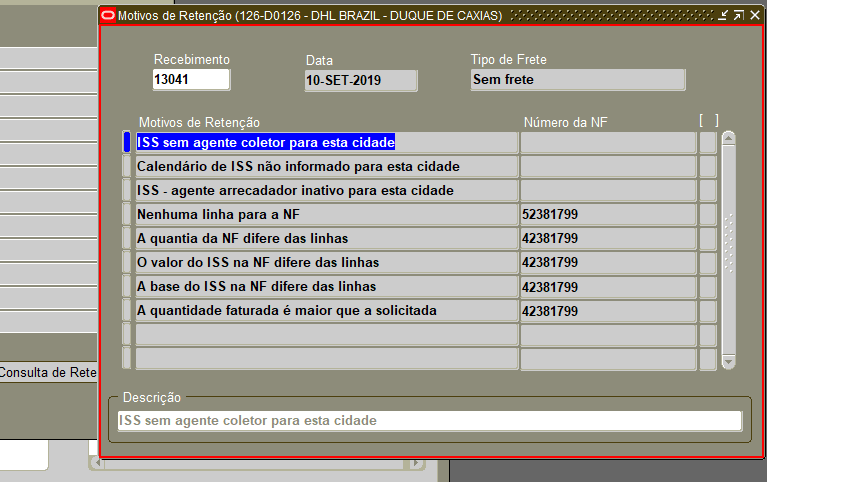 Motivos de Retenção (126-D0126 - DHL BRAZIL - DUQUE DE CAXIAS)
Recebimento Data Tipo de Frete
13041 10-SET-2019 Sem frete
Motivos de Retenção Número da NF [ ]
ISS sem agente coletor para esta cidade
Calendário de ISS não informado para esta cidade
ISS - agente arrecadador inativo para esta cidade
Nenhuma linha para a NF 52381799
A quantia da NF difere das linhas 42381799
O valor do ISS na NF difere das linhas 42381799
A base do ISS na NF difere das linhas 42381799
A quantidade faturada é maior que a solicitada 42381799
Consulta de Rete
Descrição
ISS sem agente coletor para esta cidade